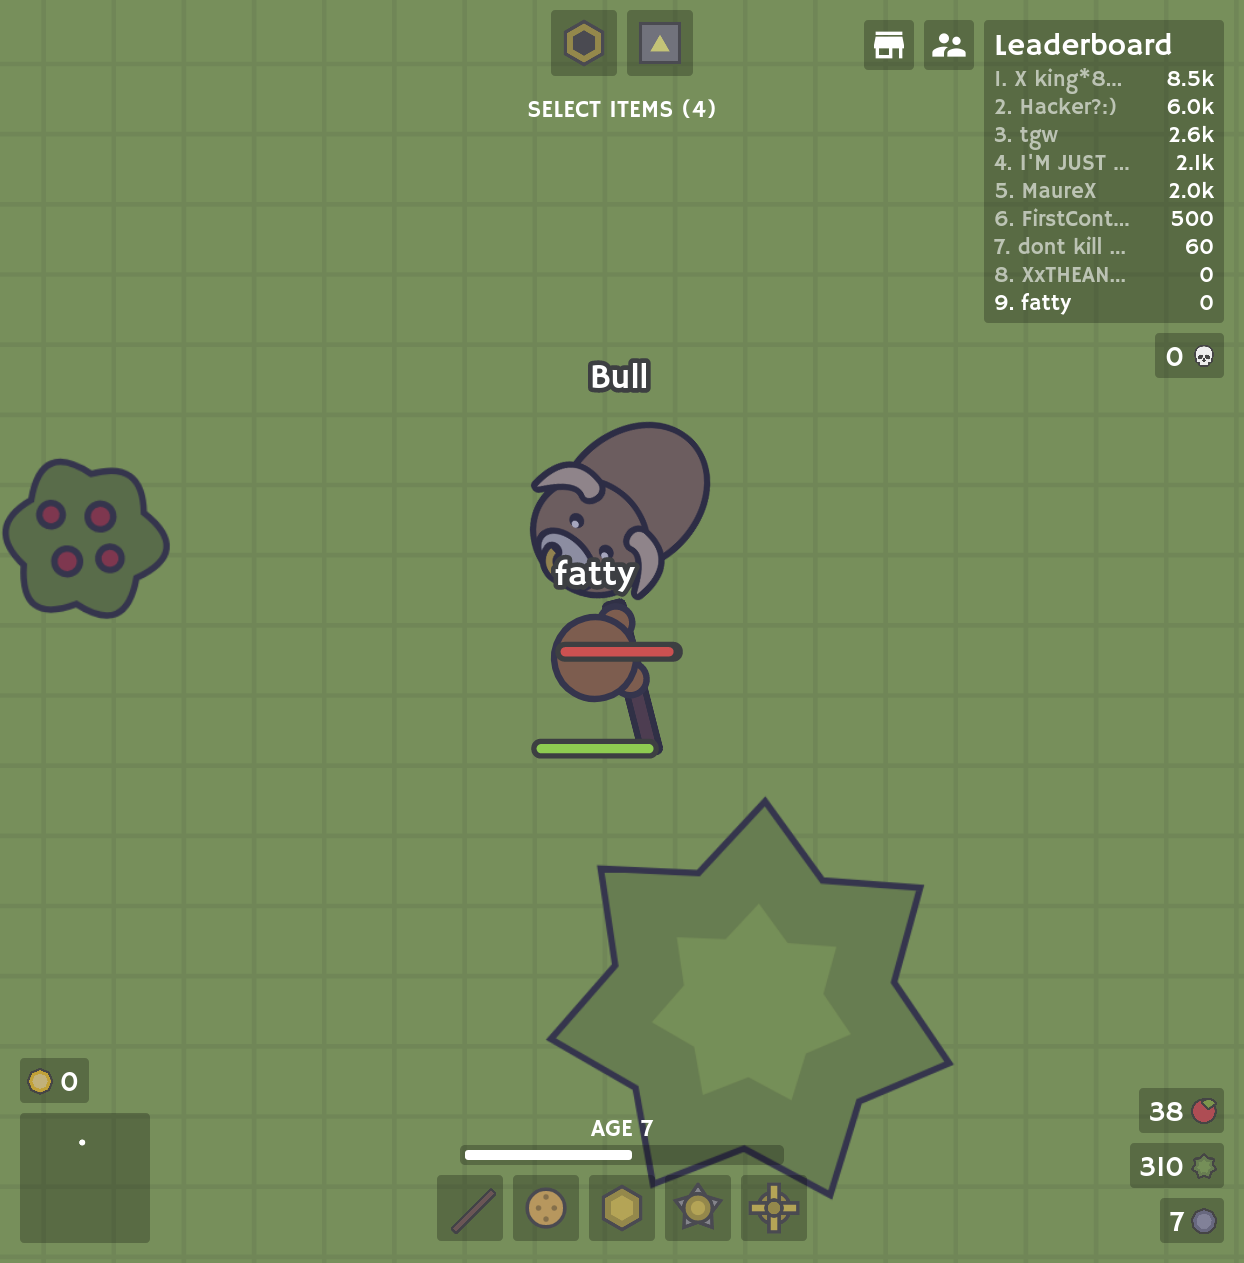 SELECT ITEMS (4)
Leaderboard
1. X king*8... 8.5k
2. Hacker?:) 6.0k
3. tgw 2.6k
4. I'M JUST ... 2.1k
5. MaureX 2.0k
6. FirstCont... 500
7. dont kill ... 60
8. XxTHEAN... 0
9. fatty 0
0
Bull
fatty
0
AGE 7
38
310
7